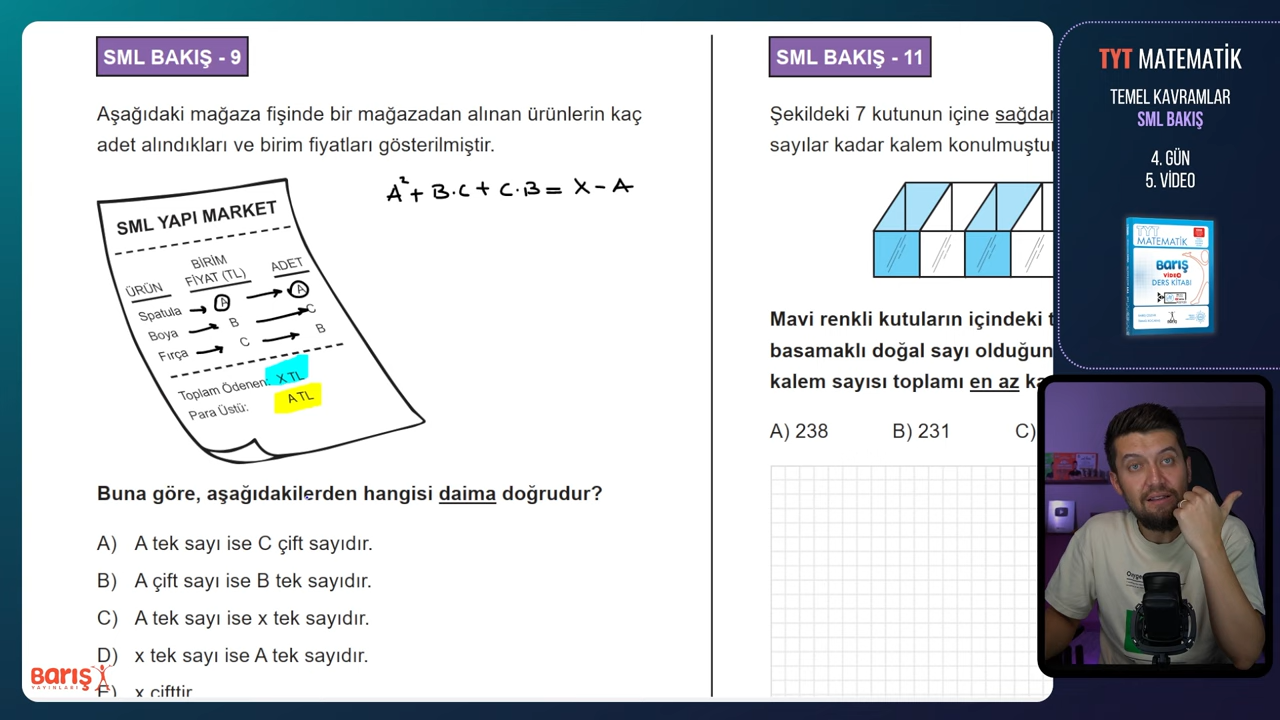 SML BAKIŞ - 9
Aşağıdaki mağaza fişinde bir mağazadan alınan ürünlerin kaç
adet alındıkları ve birim fiyatları gösterilmiştir.
A² + B·C + C·B = X - A
SML YAPI MARKET
ÜRÜN BİRİM FİYAT (TL) ADET
Spatula A A
Boya B C
Fırça C B
Toplam Ödenen: X TL
Para Üstü: A TL
Buna göre, aşağıdakilerden hangisi daima doğrudur?
A) A tek sayı ise C çift sayıdır.
B) A çift sayı ise B tek sayıdır.
C) A tek sayı ise x tek sayıdır.
D) x tek sayı ise A tek sayıdır.
E) x çifttir
BARIŞ
YAYINLARI
SML BAKIŞ - 11
Şekildeki 7 kutunun içine sağda
sayılar kadar kalem konulmuştu
Mavi renkli kutuların içindeki
basamaklı doğal sayı olduğun
kalem sayısı toplamı en az
A) 238 B) 231 C)
TYT MATEMATİK
TEMEL KAVRAMLAR
SML BAKIŞ
4. GÜN
5. VİDEO
TYT
MATEMATİK
BARIŞ
VİDEO
DERS KİTABI